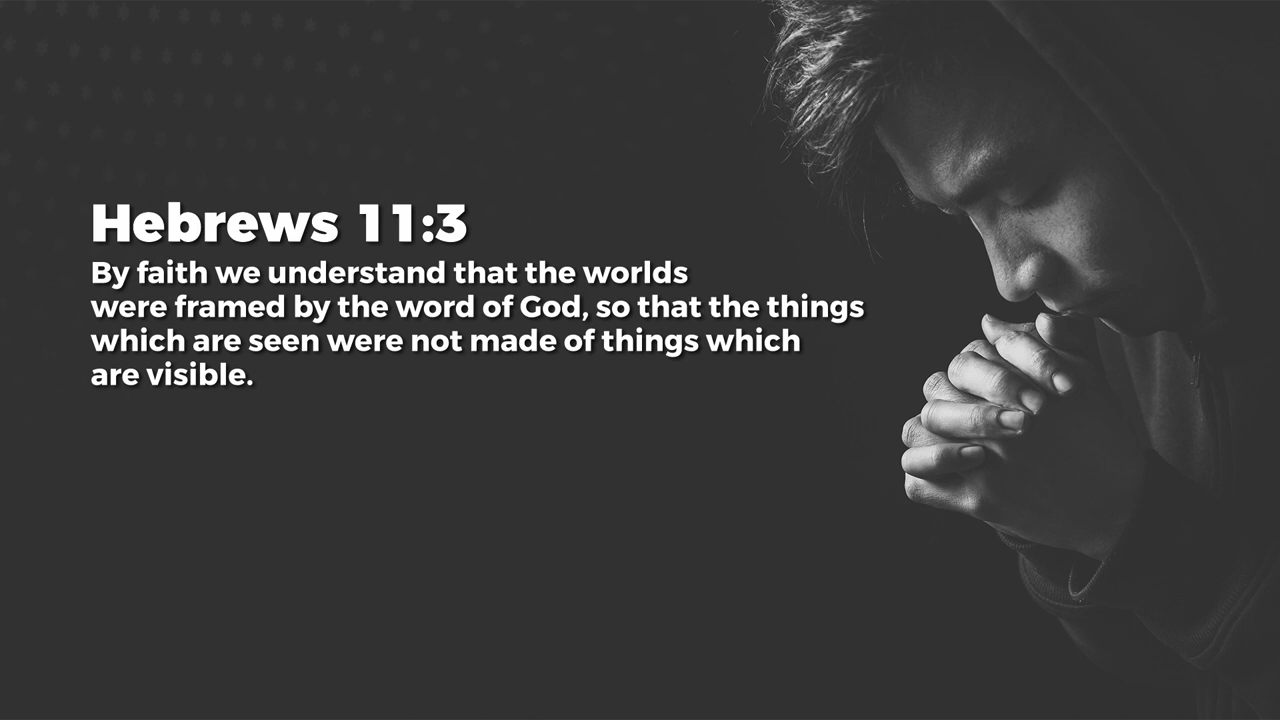 Hebrews 11:3
By faith we understand that the worlds
were framed by the word of God, so that the things
which are seen were not made of things which
are visible.